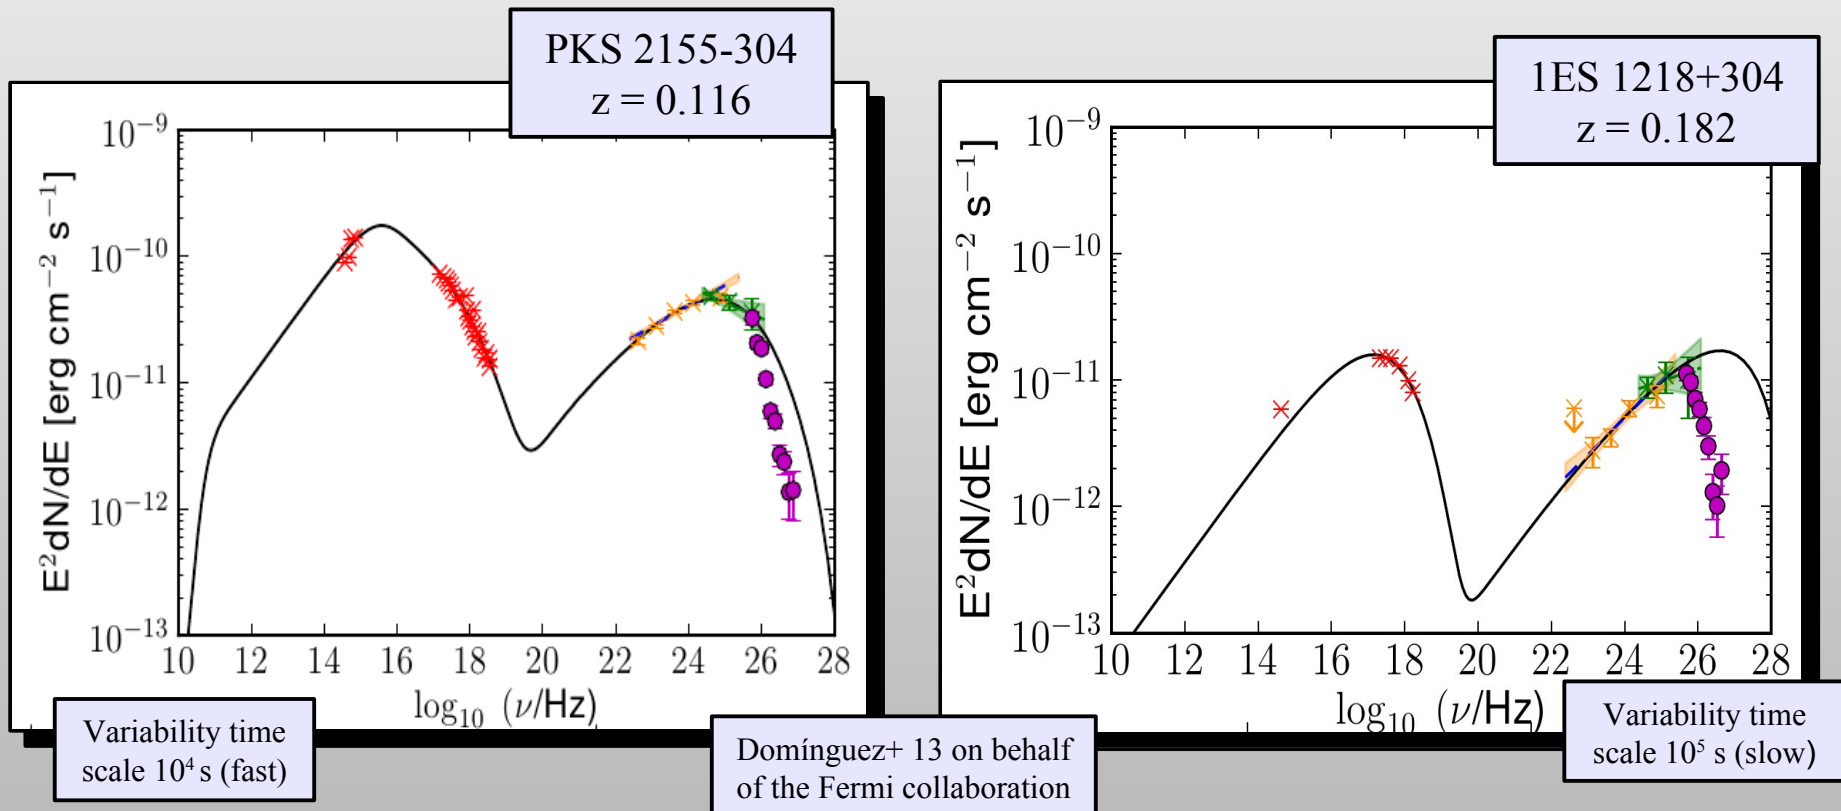 PKS 2155-304
z = 0.116
1ES 1218+304
z = 0.182
10⁻⁹
10⁻¹⁰
10⁻¹¹
10⁻¹²
10⁻¹³
E²dN/dE [erg cm⁻² s⁻¹]
10 12 14 16 18 20 22 24 26 28
log₁₀ (ν/Hz)
10⁻⁹
10⁻¹⁰
10⁻¹¹
10⁻¹²
10⁻¹³
E²dN/dE [erg cm⁻² s⁻¹]
10 12 14 16 18 20 22 24 26 28
log₁₀ (ν/Hz)
Variability time
scale 10⁴ s (fast)
Domínguez+ 13 on behalf
of the Fermi collaboration
Variability time
scale 10⁵ s (slow)